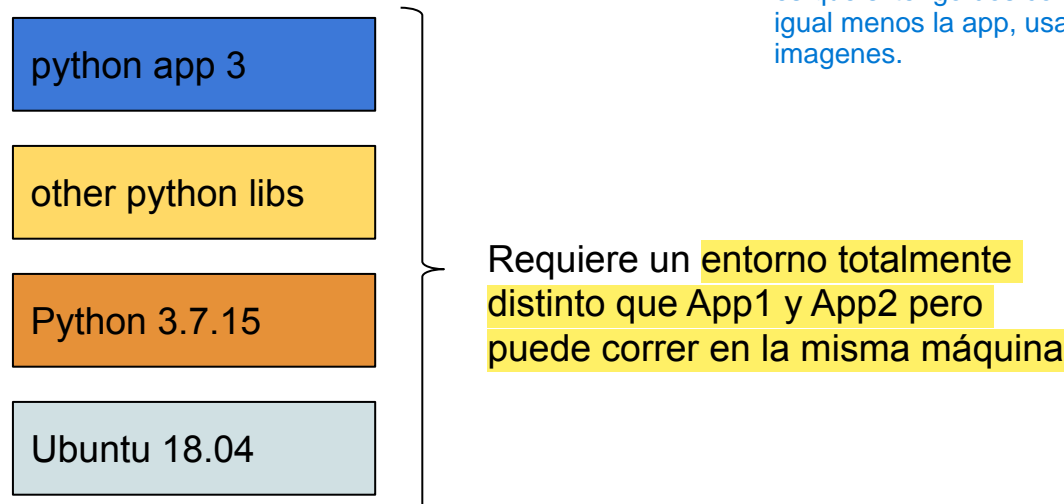 igual menos la app, usa
imagenes.
python app 3
other python libs
Python 3.7.15
Ubuntu 18.04
Requiere un entorno totalmente
distinto que App1 y App2 pero
puede correr en la misma máquina